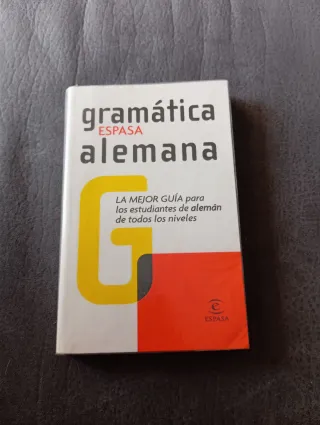 gramática
ESPASA
alemana
G
LA MEJOR GUÍA para
los estudiantes de alemán
de todos los niveles
e
ESPASA